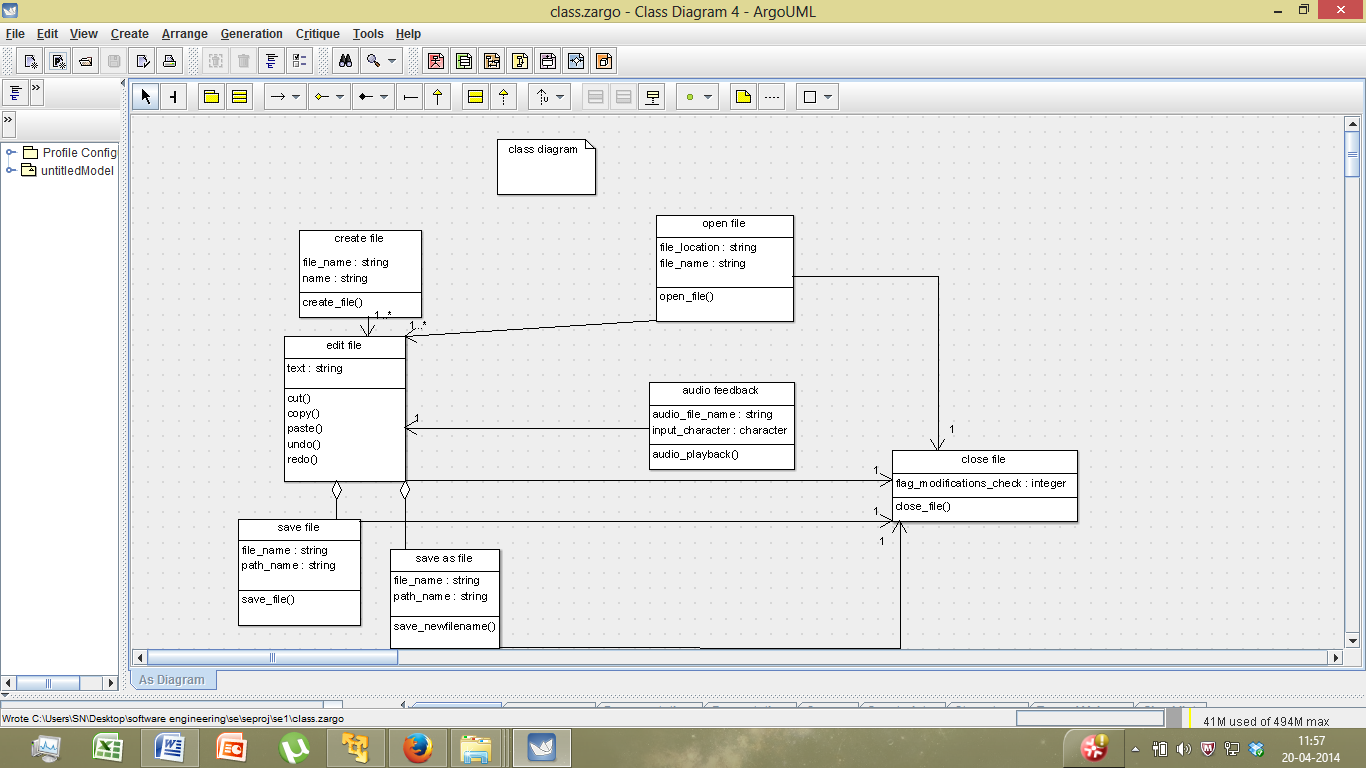 class.zargo - Class Diagram 4 - ArgoUML
File Edit View Create Arrange Generation Critique Tools Help
Profile Config
untitledModel
class diagram
create file
file_name : string
name : string
create_file()
1..*
open file
file_location : string
file_name : string
open_file()
1..*
edit file
text : string
cut()
copy()
paste()
undo()
redo()
audio feedback
audio_file_name : string
input_character : character
audio_playback()
1
1
close file
flag_modifications_check : integer
close_file()
1
1
1
save file
file_name : string
path_name : string
save_file()
save as file
file_name : string
path_name : string
save_newfilename()
As Diagram
Wrote C:\Users\SN\Desktop\software engineering\se\seproj\se1\class.zargo
41M used of 494M max
11:57
20-04-2014